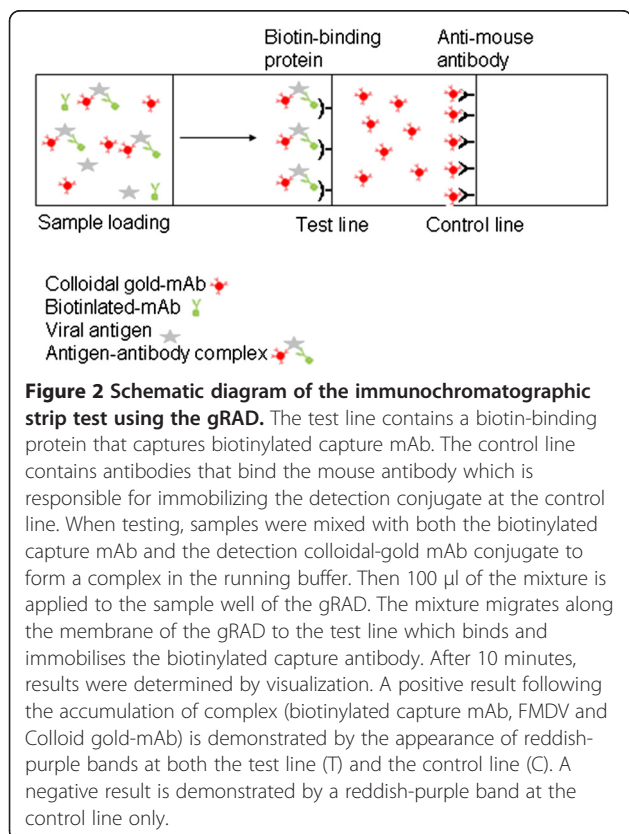 Biotin-binding
protein
Anti-mouse
antibody
Sample loading
Test line
Control line
Colloidal gold-mAb
Biotinlated-mAb
Viral antigen
Antigen-antibody complex
Figure 2 Schematic diagram of the immunochromatographic
strip test using the gRAD. The test line contains a biotin-binding
protein that captures biotinylated capture mAb. The control line
contains antibodies that bind the mouse antibody which is
responsible for immobilizing the detection conjugate at the control
line. When testing, samples were mixed with both the biotinylated
capture mAb and the detection colloidal-gold mAb conjugate to
form a complex in the running buffer. Then 100 μl of the mixture is
applied to the sample well of the gRAD. The mixture migrates along
the membrane of the gRAD to the test line which binds and
immobilises the biotinylated capture antibody. After 10 minutes,
results were determined by visualization. A positive result following
the accumulation of complex (biotinylated capture mAb, FMDV and
Colloid gold-mAb) is demonstrated by the appearance of reddish-
purple bands at both the test line (T) and the control line (C). A
negative result is demonstrated by a reddish-purple band at the
control line only.